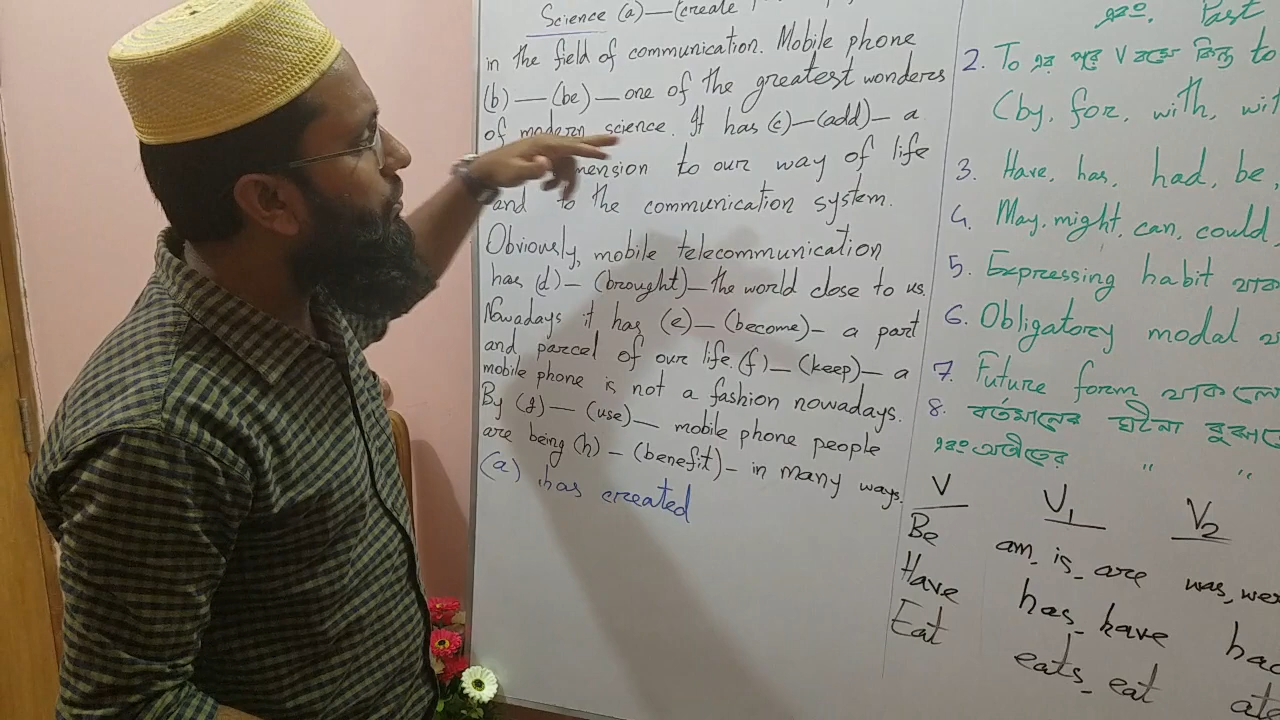 Science (a)—(create
in the field of communication. Mobile phone
(b) — (be) — one of the greatest wonders
of modern science. It has (c)—(add)— a
mension to our way of life
and to the communication system.
Obviously, mobile telecommunication
has (d)— (brought)— the world close to us.
Nowadays it has (e)— (become)— a part
and parcel of our life. (f)— (keep)— a
mobile phone is not a fashion nowadays.
By (g)— (use)— mobile phone people
are being (h) — (benefit)— in many ways.
(a) has created
এবং, Past
2. To এর পরে V বসে কিন্তু to
(by, for, with, wit
3. Have, has, had, be,
4. May, might, can, could,
5. Expressing habit থাক
6. Obligatory modal থ
7. Future form থাকলে
8. বর্তমানের ঘটনা বুঝাতে
এবং অতীতের " "
V V1 V2
Be am, is, are was, wer
Have has, have had
Eat eats, eat ate